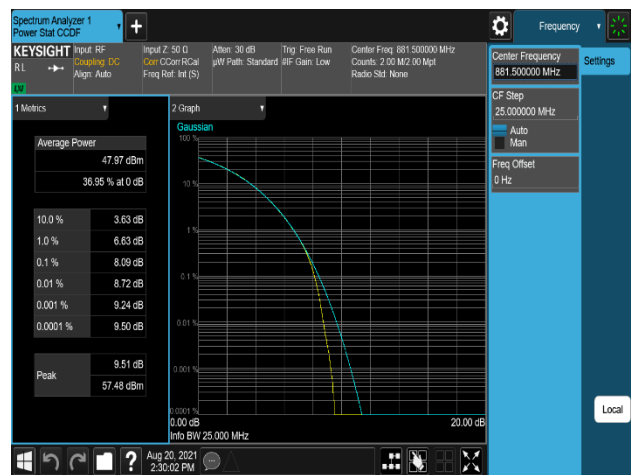 Spectrum Analyzer 1
Power Stat CCDF
Frequency
KEYSIGHT
RL
Input: RF
Coupling: DC
Align: Auto
Input Z: 50 Ω
Corr CCorr RCal
Freq Ref: Int (S)
Atten: 30 dB
µW Path: Standard
Trig: Free Run
#IF Gain: Low
Center Freq: 881.500000 MHz
Counts: 2.00 M/2.00 Mpt
Radio Std: None
Center Frequency
881.500000 MHz
Settings
CF Step
25.000000 MHz
Auto
Man
Freq Offset
0 Hz
Local
1 Metrics
Average Power
47.97 dBm
36.95 % at 0 dB
10.0 % 3.63 dB
1.0 % 6.63 dB
0.1 % 8.09 dB
0.01 % 8.72 dB
0.001 % 9.24 dB
0.0001 % 9.50 dB
Peak
9.51 dB
57.48 dBm
2 Graph
Gaussian
100 %
10 %
1 %
0.1 %
0.01 %
0.001 %
0.0001 %
0.00 dB 20.00 dB
Info BW 25.000 MHz
?
Aug 20, 2021
2:30:02 PM